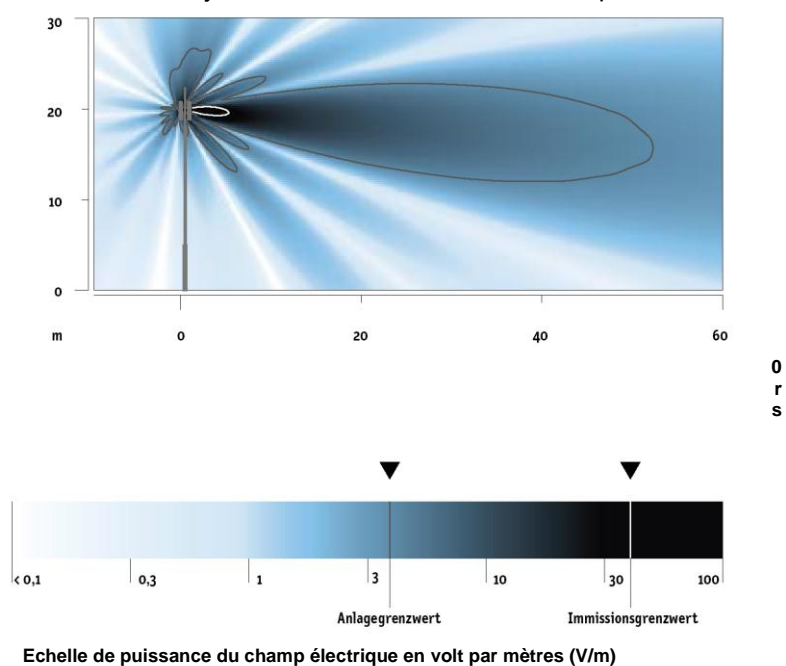 30
20
10
0
m 0 20 40 60
0
r
s
< 0,1 0,3 1 3 10 30 100
Anlagegrenzwert Immissionsgrenzwert
Echelle de puissance du champ électrique en volt par mètres (V/m)